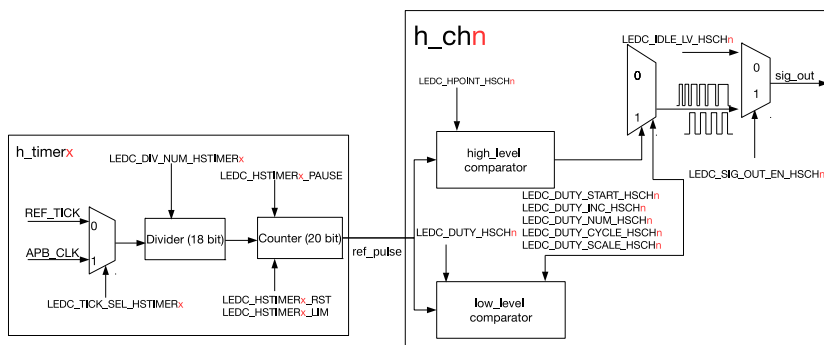 h_chn
LEDC_IDLE_LV_HSCHn
0
0
sig_out
LEDC_HPOINT_HSCHn
1
1
h_timerx
LEDC_DIV_NUM_HSTIMERx
high_level
comparator
LEDC_HSTIMERx_PAUSE
LEDC_SIG_OUT_EN_HSCHn
LEDC_DUTY_START_HSCHn
LEDC_DUTY_INC_HSCHn
LEDC_DUTY_NUM_HSCHn
LEDC_DUTY_CYCLE_HSCHn
LEDC_DUTY_SCALE_HSCHn
REF_TICK
0
Divider (18 bit)
Counter (20 bit)
LEDC_DUTY_HSCHn
ref_pulse
APB_CLK
1
LEDC_TICK_SEL_HSTIMERx
LEDC_HSTIMERx_RST
LEDC_HSTIMERx_LIM
low_level
comparator